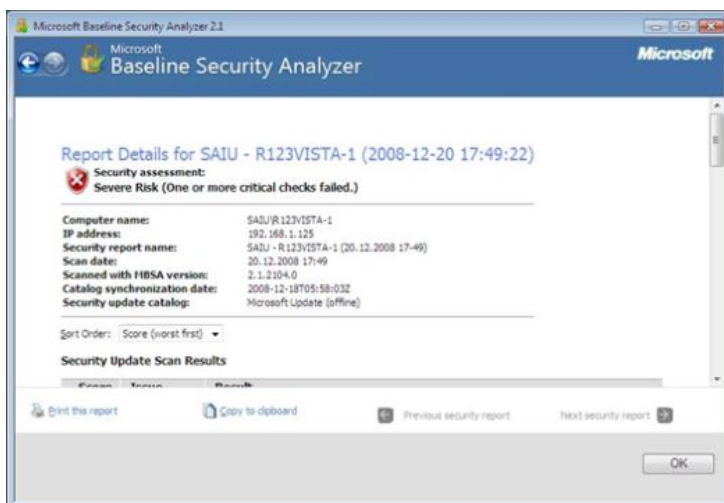 Microsoft Baseline Security Analyzer 2.1
Microsoft
Baseline Security Analyzer
Microsoft
Report Details for SAIU - R123VISTA-1 (2008-12-20 17:49:22)
Security assessment:
Severe Risk (One or more critical checks failed.)
Computer name: SAIU\R123VISTA-1
IP address: 192.168.1.125
Security report name: SAIU - R123VISTA-1 (20.12.2008 17-49)
Scan date: 20.12.2008 17:49
Scanned with MBSA version: 2.1.2104.0
Catalog synchronization date: 2008-12-18T05:58:03Z
Security update catalog: Microsoft Update (offline)
Sort Order: Score (worst first)
Security Update Scan Results
Score Issue Result
Print this report Copy to clipboard Previous security report Next security report
OK